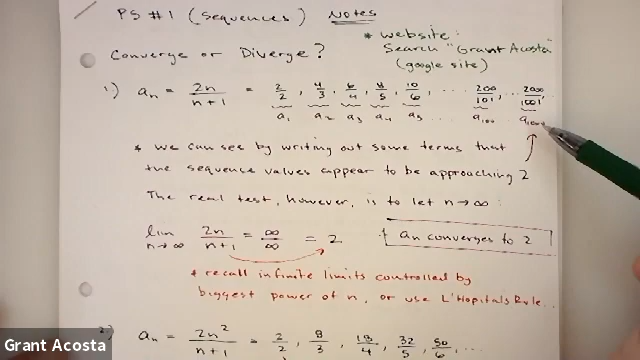 PS #1 (Sequences) Notes
* website:
Search "Grant Acosta"
(google site)
Converge or Diverge?
1) an = 2n/n+1 = 2/2, 4/3, 6/4, 8/5, 10/6 ... 200/101, ... 2000/1001, ...
a1 a2 a3 a4 a5 ... a100 a1000
* we can see by writing out some terms that
the sequence values appear to be approaching 2
The real test, however, is to let n→∞:
lim n→∞ 2n/n+1 = ∞/∞ = 2
an converges to 2
* recall infinite limits controlled by
biggest power of n, or use L'Hopitals Rule...
2) an = 2n²/n+1 = 2/2, 8/3, 18/4, 32/5, 50/6, ...
Grant Acosta